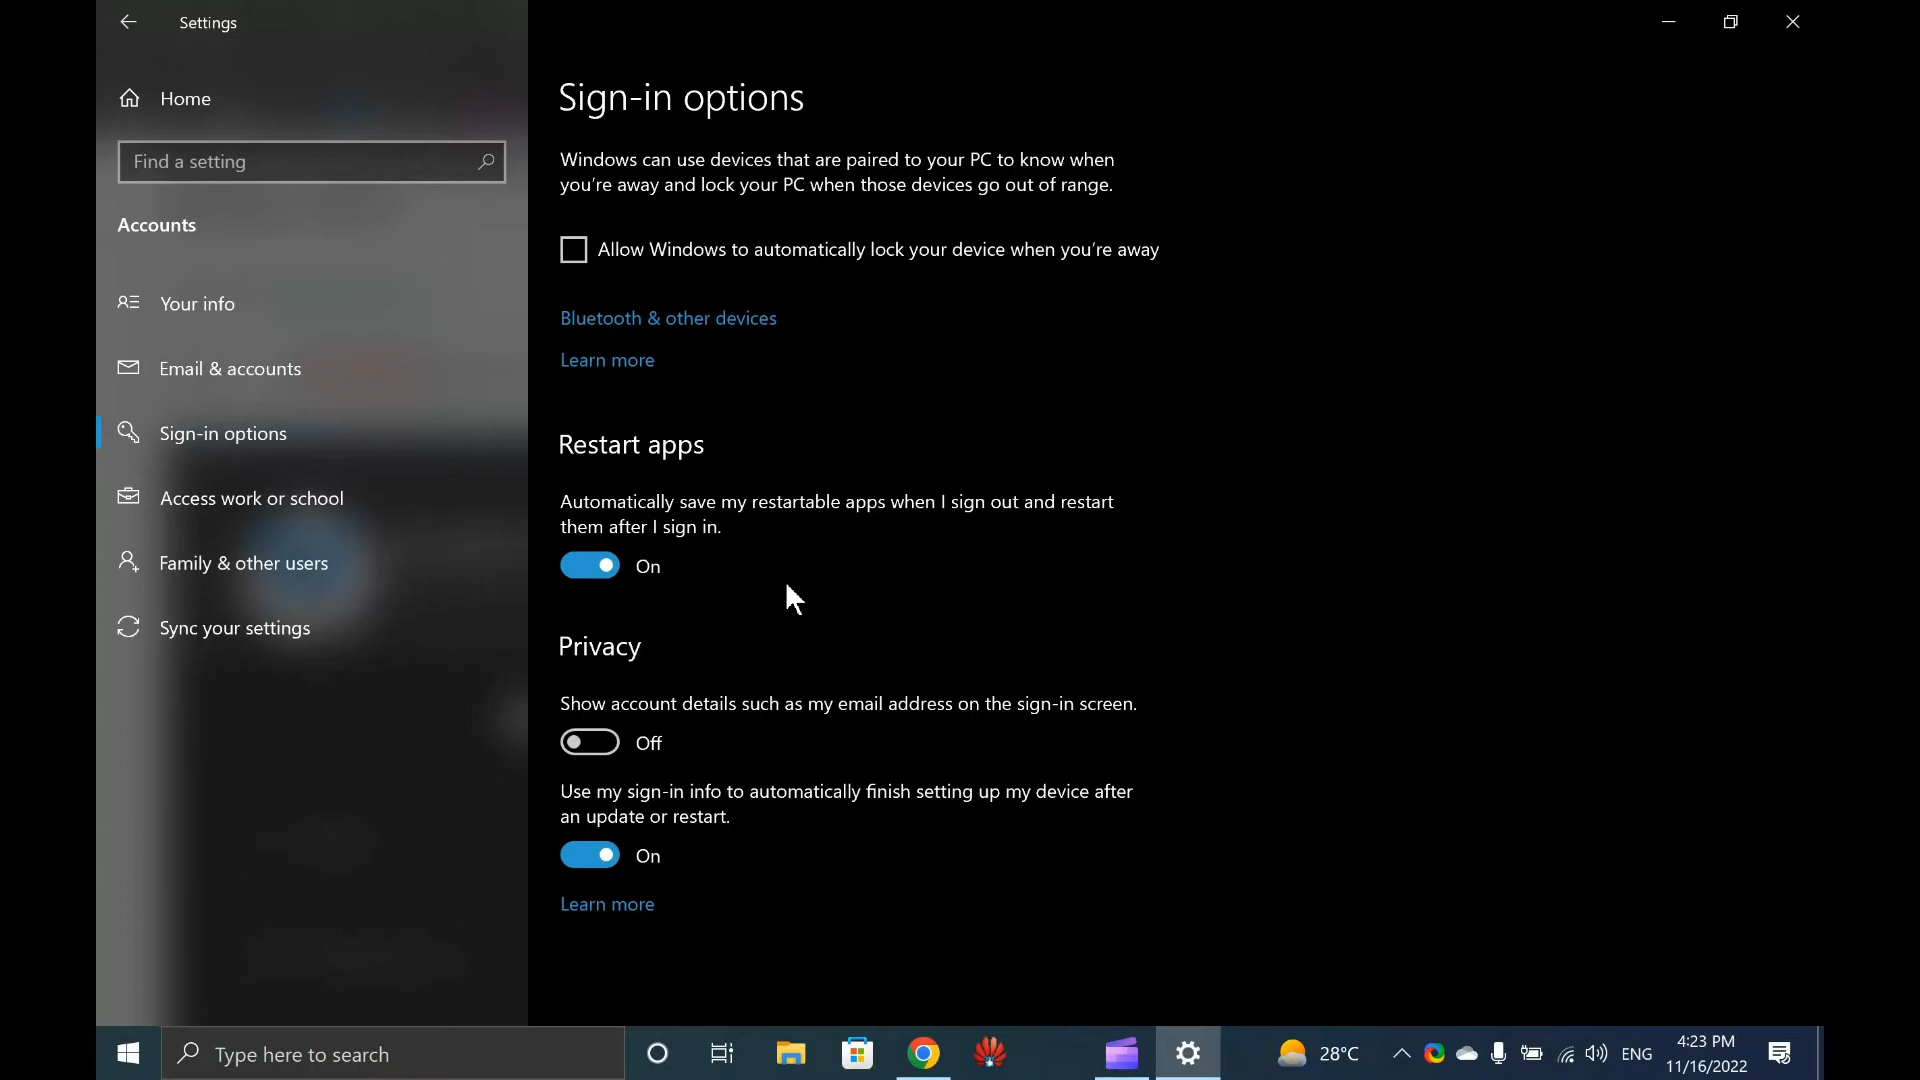 Settings
Home
Find a setting
Accounts
Your info
Email & accounts
Sign-in options
Access work or school
Family & other users
Sync your settings
Sign-in options
Windows can use devices that are paired to your PC to know when
you're away and lock your PC when those devices go out of range.
Allow Windows to automatically lock your device when you're away
Bluetooth & other devices
Learn more
Restart apps
Automatically save my restartable apps when I sign out and restart
them after I sign in.
On
Privacy
Show account details such as my email address on the sign-in screen.
Off
Use my sign-in info to automatically finish setting up my device after
an update or restart.
On
Learn more
Type here to search
28°C
ENG
4:23 PM
11/16/2022